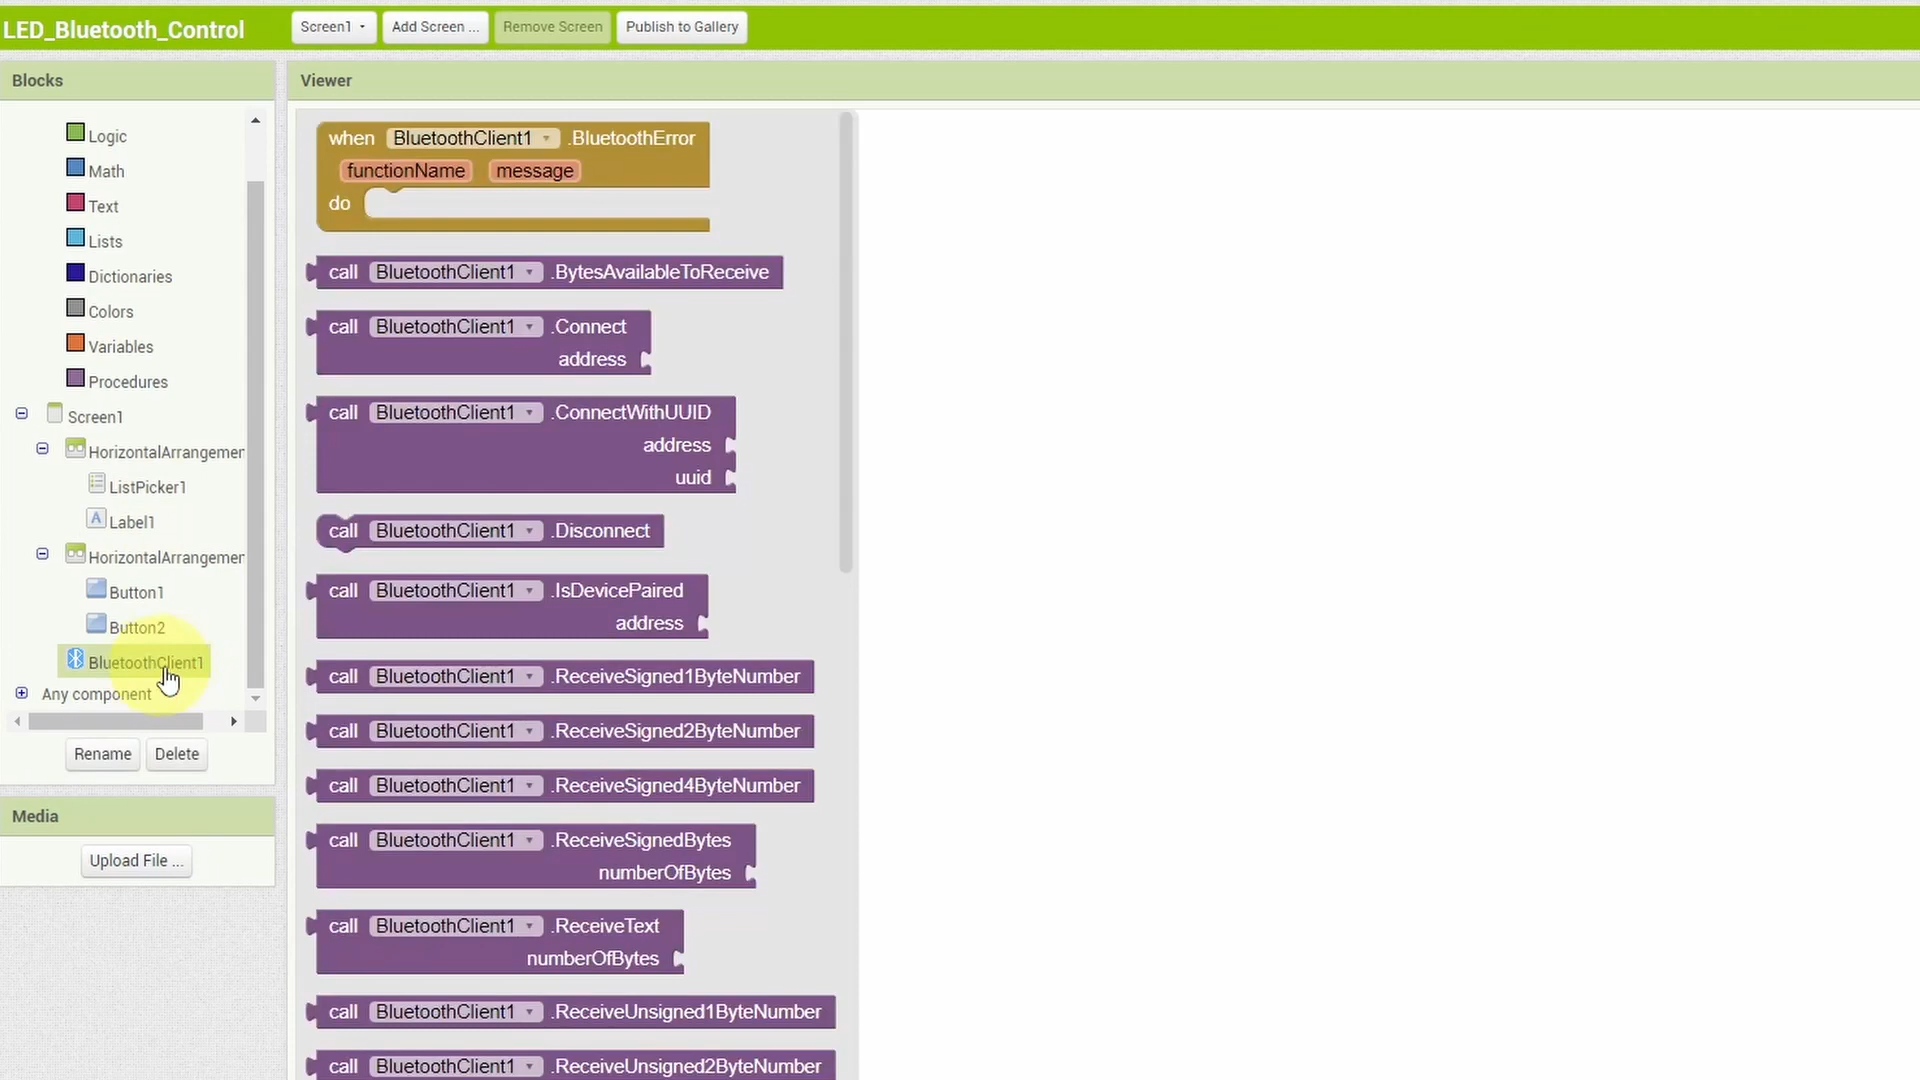 LED_Bluetooth_Control
Screen1
Add Screen ...
Remove Screen
Publish to Gallery
Blocks
Viewer
Logic
Math
Text
Lists
Dictionaries
Colors
Variables
Procedures
Screen1
HorizontalArrangemen
ListPicker1
Label1
HorizontalArrangemen
Button1
Button2
BluetoothClient1
Any component
Rename
Delete
Media
Upload File ...
when BluetoothClient1 .BluetoothError
functionName message
do
call BluetoothClient1 .BytesAvailableToReceive
call BluetoothClient1 .Connect
address
call BluetoothClient1 .ConnectWithUUID
address
uuid
call BluetoothClient1 .Disconnect
call BluetoothClient1 .IsDevicePaired
address
call BluetoothClient1 .ReceiveSigned1ByteNumber
call BluetoothClient1 .ReceiveSigned2ByteNumber
call BluetoothClient1 .ReceiveSigned4ByteNumber
call BluetoothClient1 .ReceiveSignedBytes
numberOfBytes
call BluetoothClient1 .ReceiveText
numberOfBytes
call BluetoothClient1 .ReceiveUnsigned1ByteNumber
call BluetoothClient1 .ReceiveUnsigned2ByteNumber